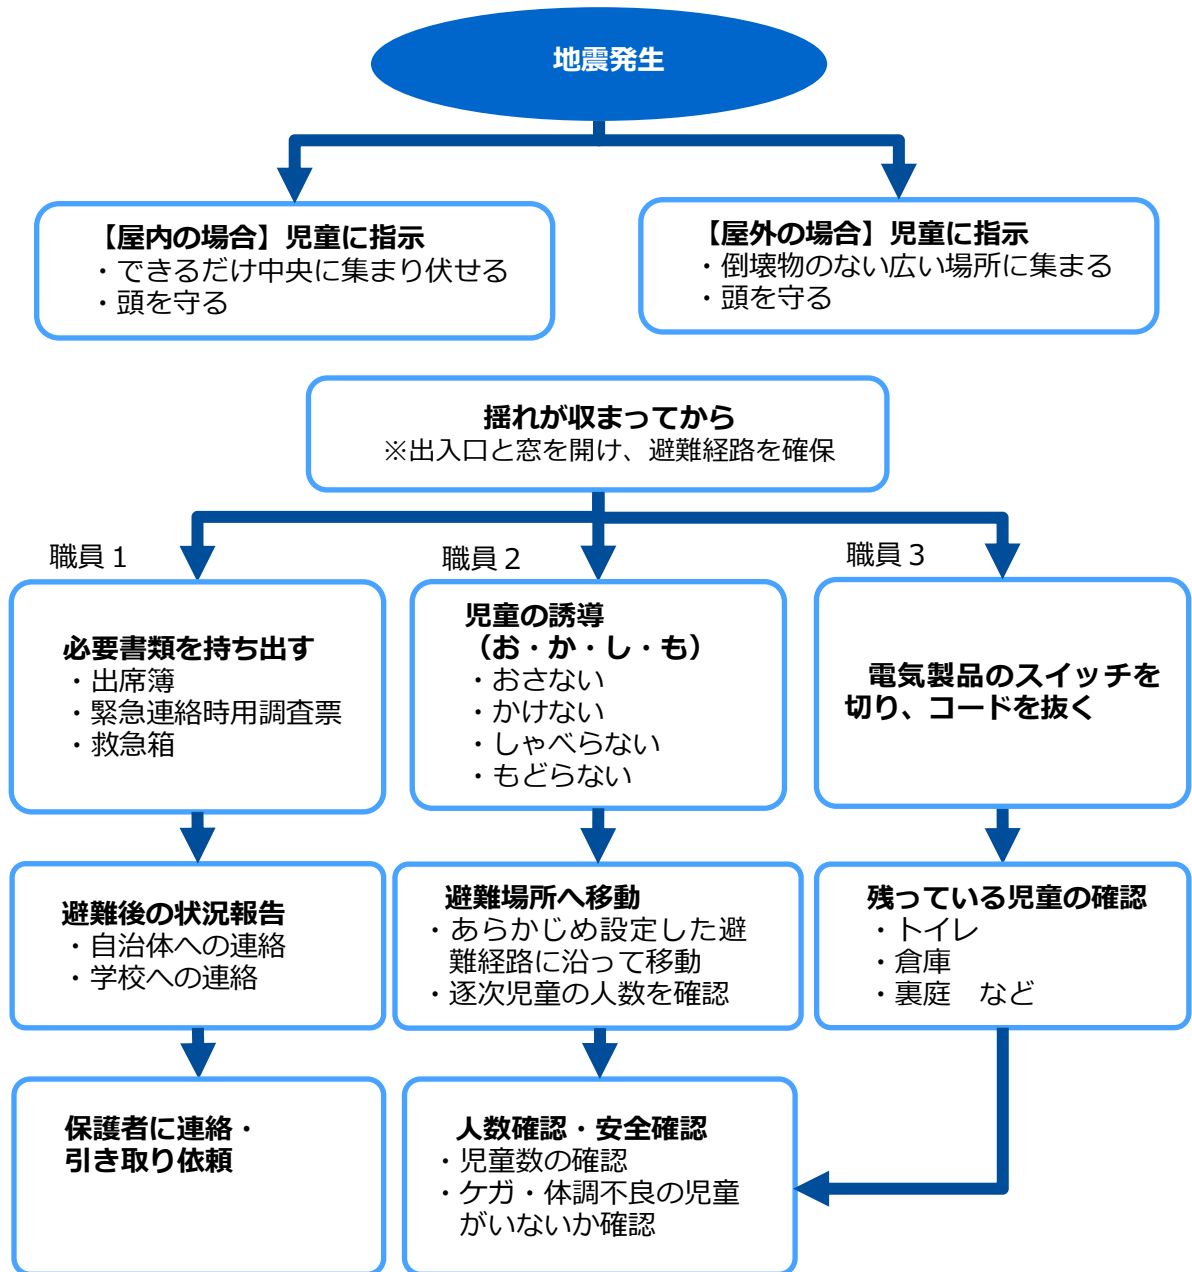 地震発生
【屋内の場合】児童に指示
・できるだけ中央に集まり伏せる
・頭を守る
【屋外の場合】児童に指示
・倒壊物のない広い場所に集まる
・頭を守る
揺れが収まってから
※出入口と窓を開け、避難経路を確保
職員１
必要書類を持ち出す
・出席簿
・緊急連絡時用調査票
・救急箱
職員２
児童の誘導
（お・か・し・も）
・おさない
・かけない
・しゃべらない
・もどらない
職員３
電気製品のスイッチを
切り、コードを抜く
避難後の状況報告
・自治体への連絡
・学校への連絡
避難場所へ移動
・あらかじめ設定した避
難経路に沿って移動
・逐次児童の人数を確認
残っている児童の確認
・トイレ
・倉庫
・裏庭　など
保護者に連絡・
引き取り依頼
人数確認・安全確認
・児童数の確認
・ケガ・体調不良の児童
がいないか確認